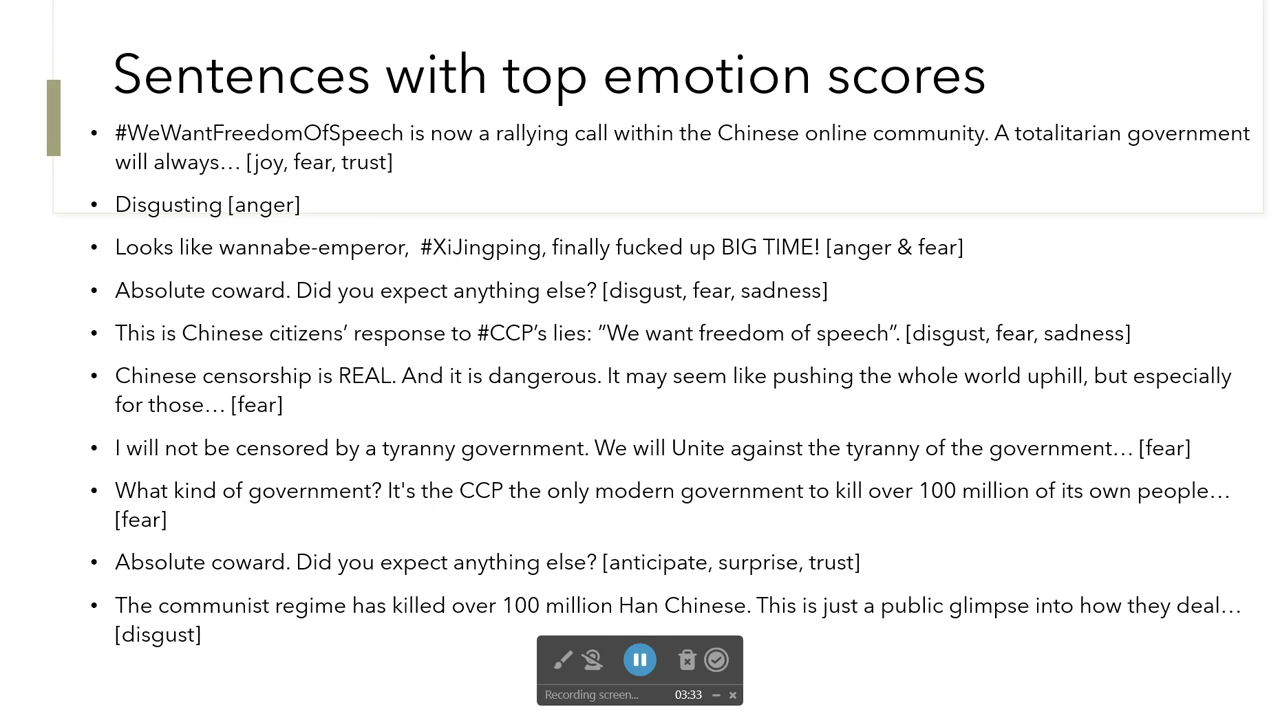 Sentences with top emotion scores
• #WeWantFreedomOfSpeech is now a rallying call within the Chinese online community. A totalitarian government
will always… [joy, fear, trust]
• Disgusting [anger]
• Looks like wannabe-emperor,  #XiJingping, finally fucked up BIG TIME! [anger & fear]
• Absolute coward. Did you expect anything else? [disgust, fear, sadness]
• This is Chinese citizens’ response to #CCP’s lies: ”We want freedom of speech”. [disgust, fear, sadness]
• Chinese censorship is REAL. And it is dangerous. It may seem like pushing the whole world uphill, but especially
for those… [fear]
• I will not be censored by a tyranny government. We will Unite against the tyranny of the government… [fear]
• What kind of government? It's the CCP the only modern government to kill over 100 million of its own people…
[fear]
• Absolute coward. Did you expect anything else? [anticipate, surprise, trust]
• The communist regime has killed over 100 million Han Chinese. This is just a public glimpse into how they deal…
[disgust]
Recording screen... 03:33